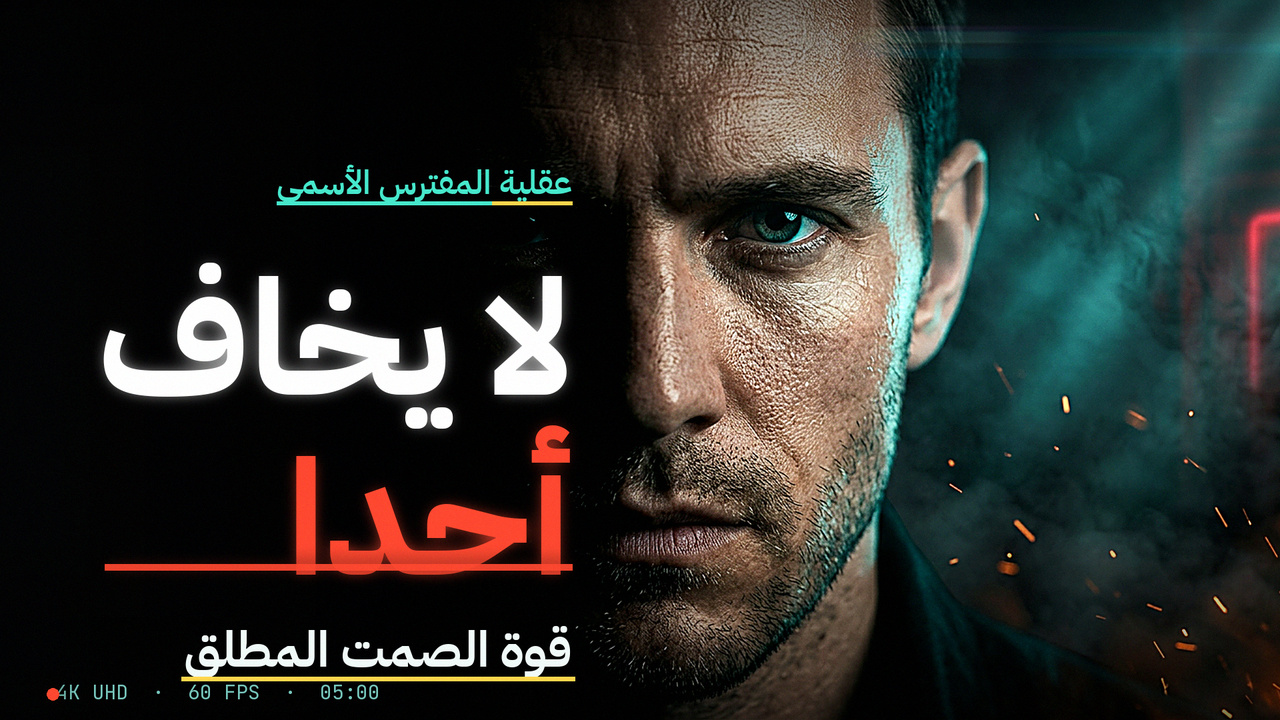 عقلية المفترس الأسمى
لا يخاف
أحدا
قوة الصمت المطلق
4K UHD · 60 FPS · 05:00